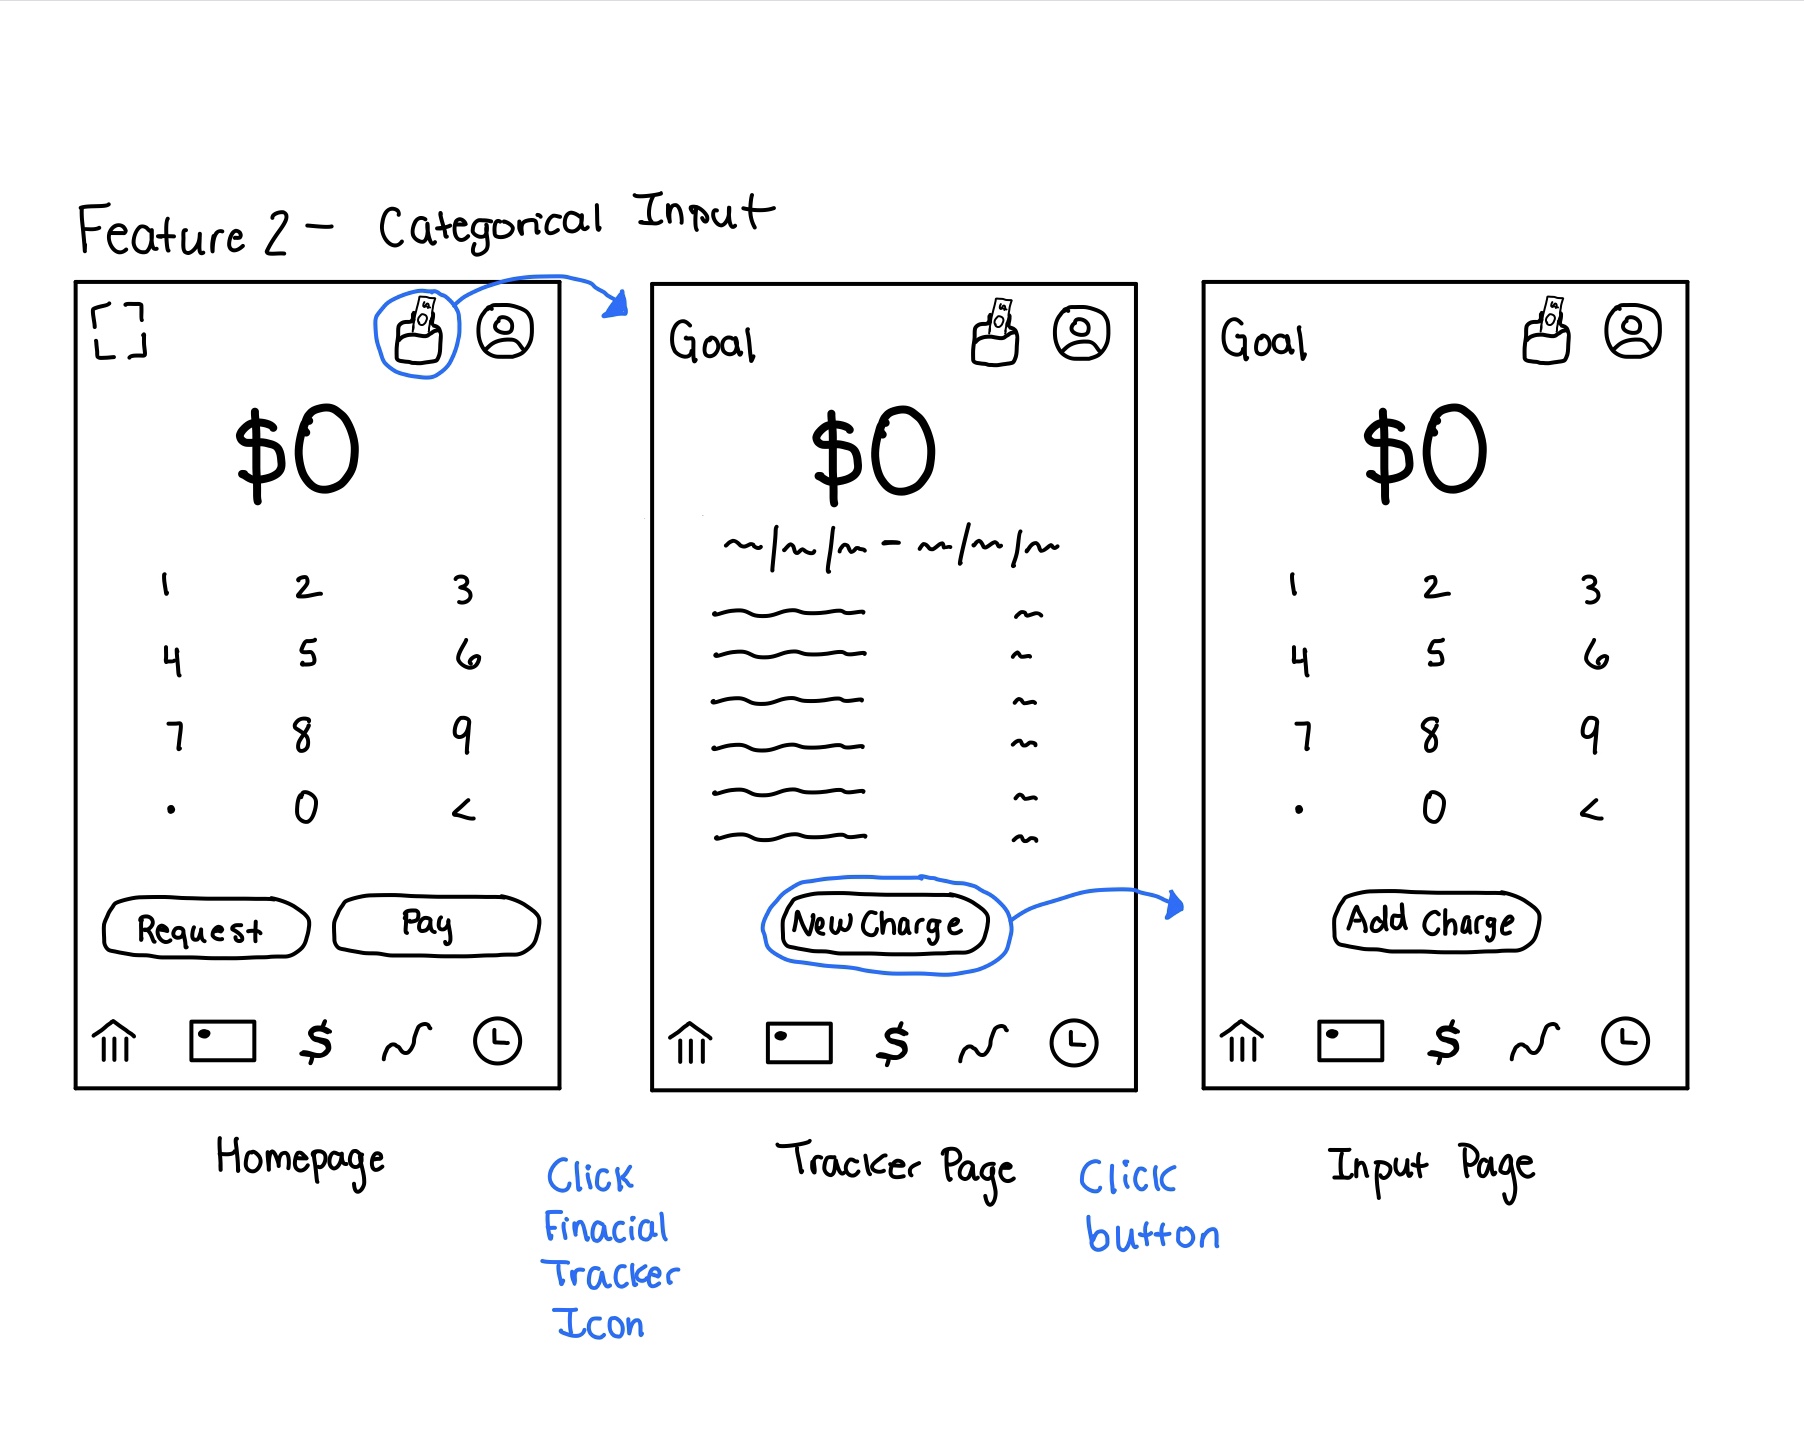 Feature 2 - Categorical Input
$0
1 2 3
4 5 6
7 8 9
. 0 <
Request Pay
$
Homepage
Click
Finacial
Tracker
Icon
Goal
$0
New Charge
$
Tracker Page
Click
button
Goal
$0
1 2 3
4 5 6
7 8 9
. 0 <
Add Charge
$
Input Page